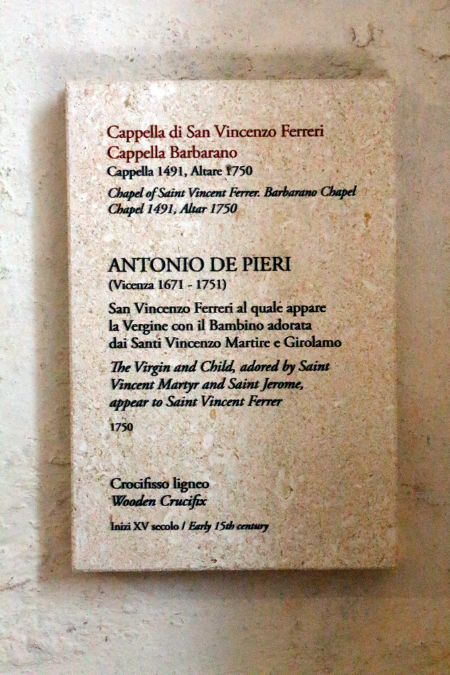 Cappella di San Vincenzo Ferreri
Cappella Barbarano
Cappella 1491, Altare 1750
Chapel of Saint Vincent Ferrer. Barbarano Chapel
Chapel 1491, Altar 1750
ANTONIO DE PIERI
(Vicenza 1671 - 1751)
San Vincenzo Ferreri al quale appare
la Vergine con il Bambino adorata
dai Santi Vincenzo Martire e Girolamo
The Virgin and Child, adored by Saint
Vincent Martyr and Saint Jerome,
appear to Saint Vincent Ferrer
1750
Crocifisso ligneo
Wooden Crucifix
Inizi XV secolo / Early 15th century